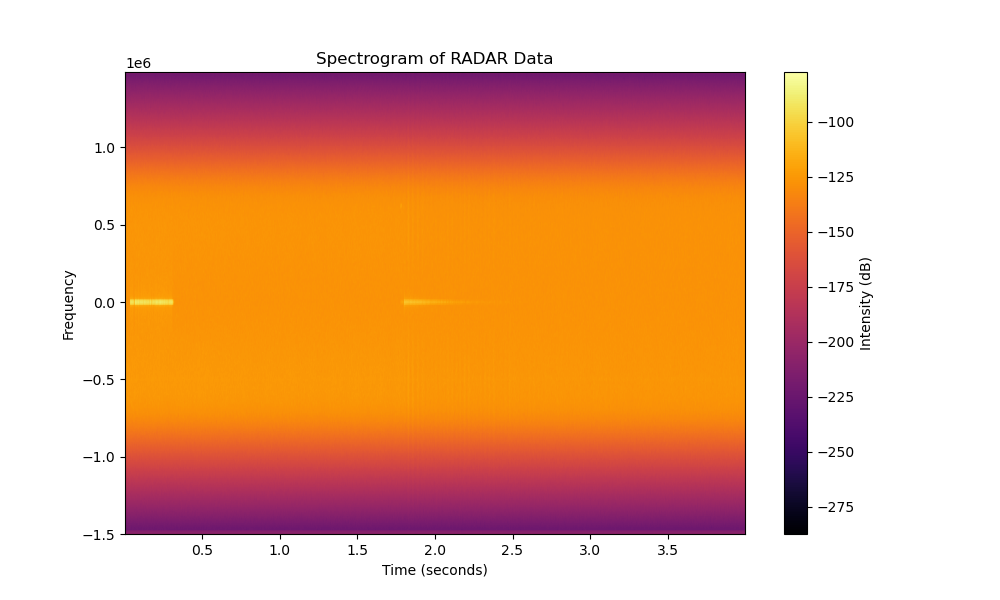 Spectrogram of RADAR Data
1e6
1.0
0.5
0.0
−0.5
−1.0
−1.5
Frequency
0.5 1.0 1.5 2.0 2.5 3.0 3.5
Time (seconds)
−100
−125
−150
−175
−200
−225
−250
−275
Intensity (dB)